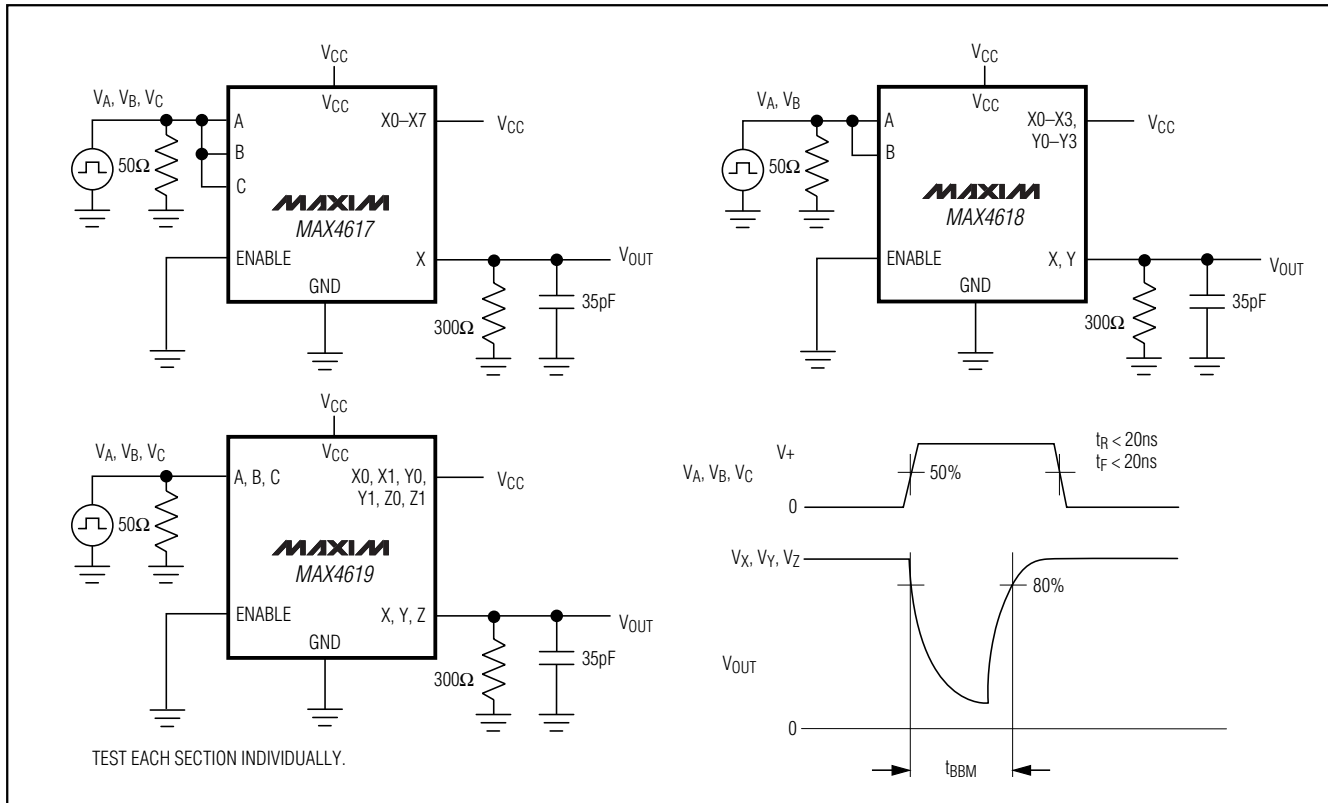 VCC
VA, VB, VC
VCC
A
X0–X7
VCC
B
50Ω
C
MAXIM
MAX4617
ENABLE
X
VOUT
GND
300Ω
35pF
VCC
VA, VB
VCC
A
X0–X3,
Y0–Y3
VCC
B
50Ω
MAXIM
MAX4618
ENABLE
X, Y
VOUT
GND
300Ω
35pF
VCC
VA, VB, VC
VCC
A, B, C
X0, X1, Y0,
Y1, Z0, Z1
VCC
50Ω
MAXIM
MAX4619
ENABLE
X, Y, Z
VOUT
GND
300Ω
35pF
TEST EACH SECTION INDIVIDUALLY.
V+
tR < 20ns
tF < 20ns
VA, VB, VC
50%
0
VX, VY, VZ
80%
VOUT
0
tBBM